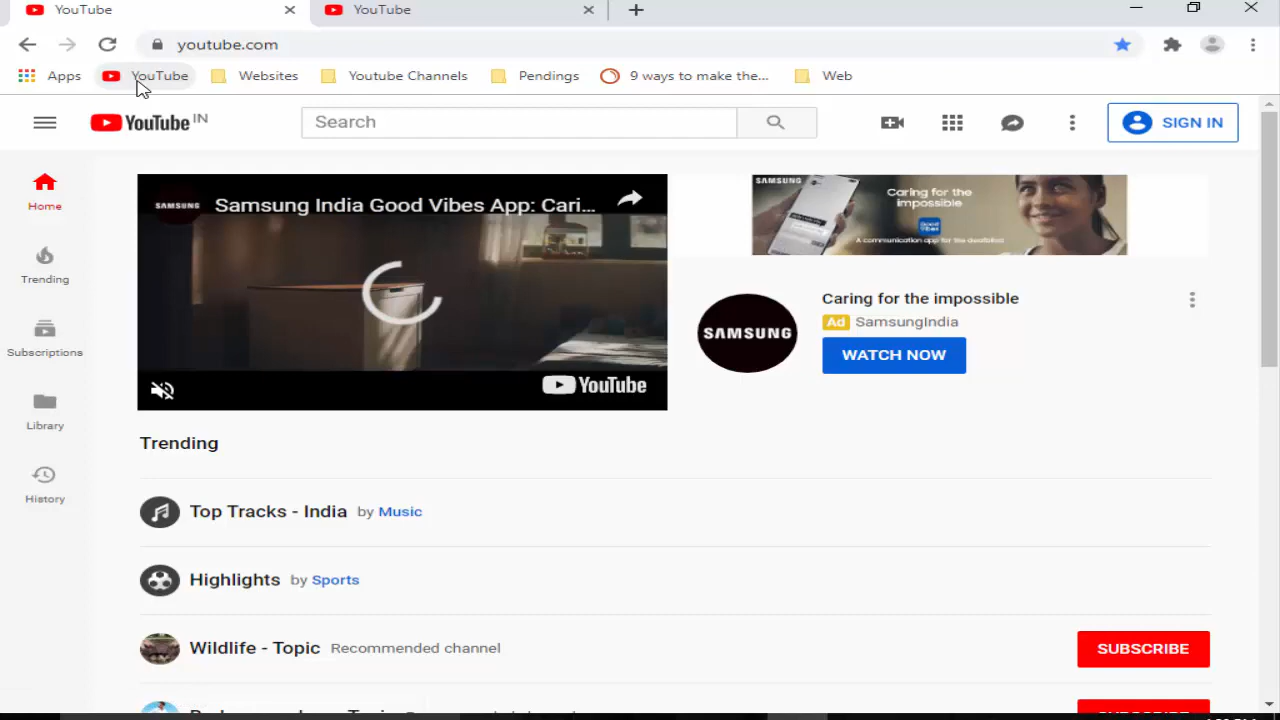 YouTube
YouTube
youtube.com
Apps
YouTube
Websites
Youtube Channels
Pendings
9 ways to make the...
Web
YouTube IN
Search
SIGN IN
Home
Trending
Subscriptions
Library
History
SAMSUNG
Samsung India Good Vibes App: Cari...
YouTube
SAMSUNG
Caring for the
impossible
Good
Vibes
A communication app for the deafblind
SAMSUNG
Caring for the impossible
Ad SamsungIndia
WATCH NOW
Trending
Top Tracks - India by Music
Highlights by Sports
Wildlife - Topic Recommended channel
SUBSCRIBE